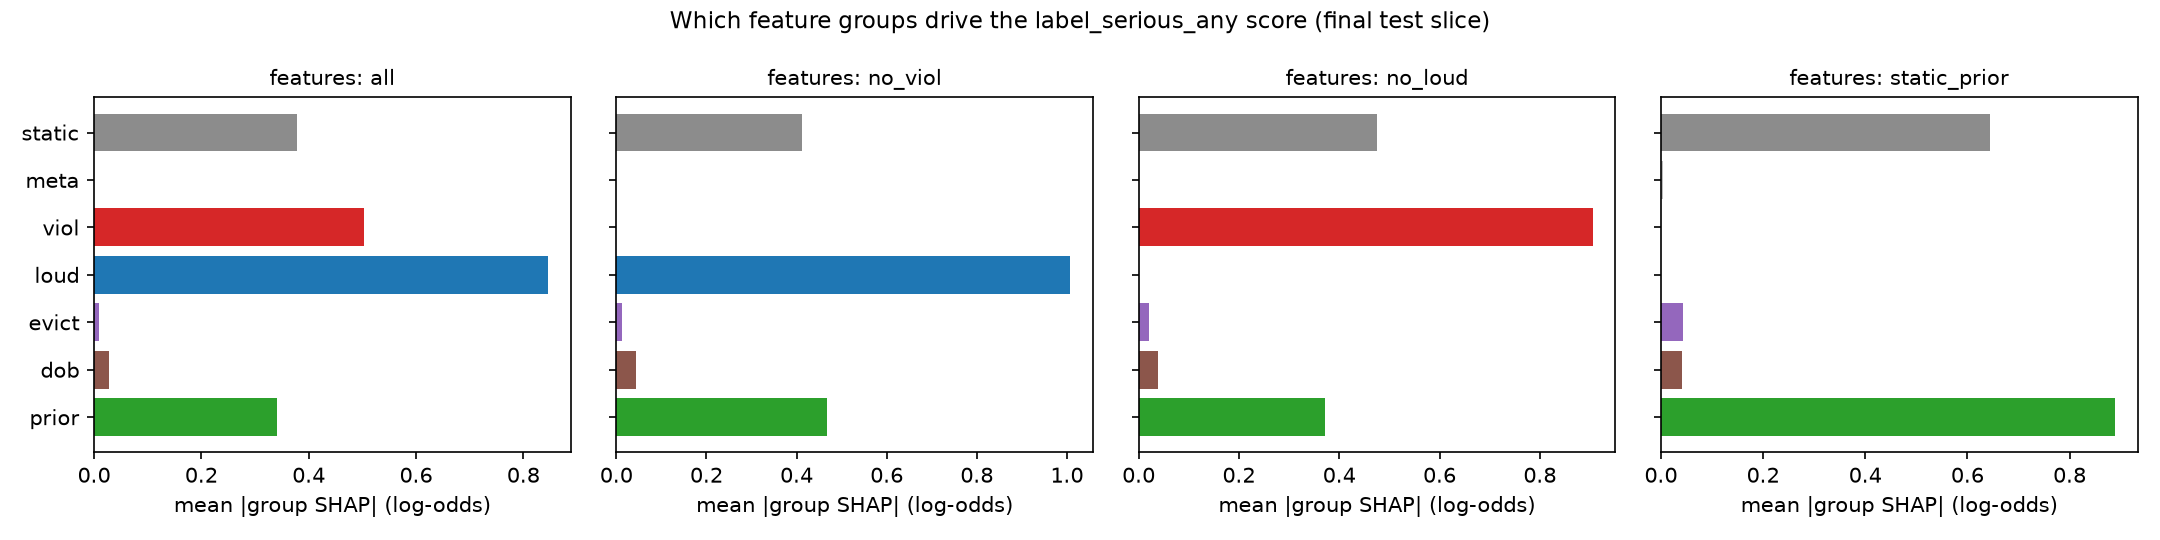 Which feature groups drive the label_serious_any score (final test slice)
features: all
features: no_viol
features: no_loud
features: static_prior
static
meta
viol
loud
evict
dob
prior
0.0 0.2 0.4 0.6 0.8
0.0 0.2 0.4 0.6 0.8 1.0
0.0 0.2 0.4 0.6 0.8
0.0 0.2 0.4 0.6 0.8
mean |group SHAP| (log-odds)
mean |group SHAP| (log-odds)
mean |group SHAP| (log-odds)
mean |group SHAP| (log-odds)